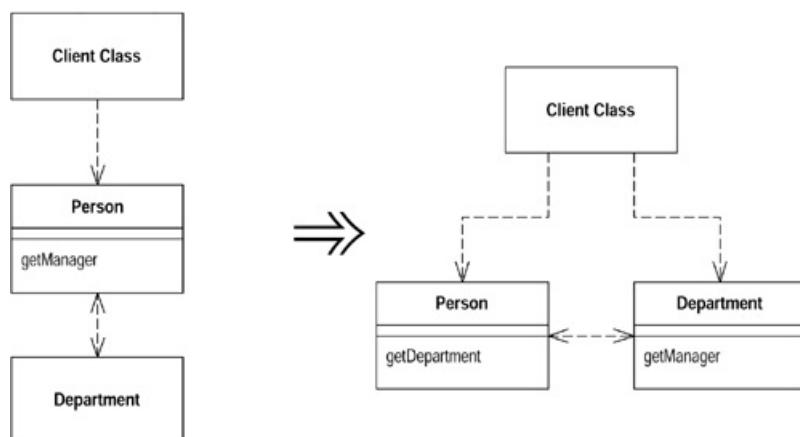 Client Class
Person
getManager
Department
Client Class
Person
getDepartment
Department
getManager